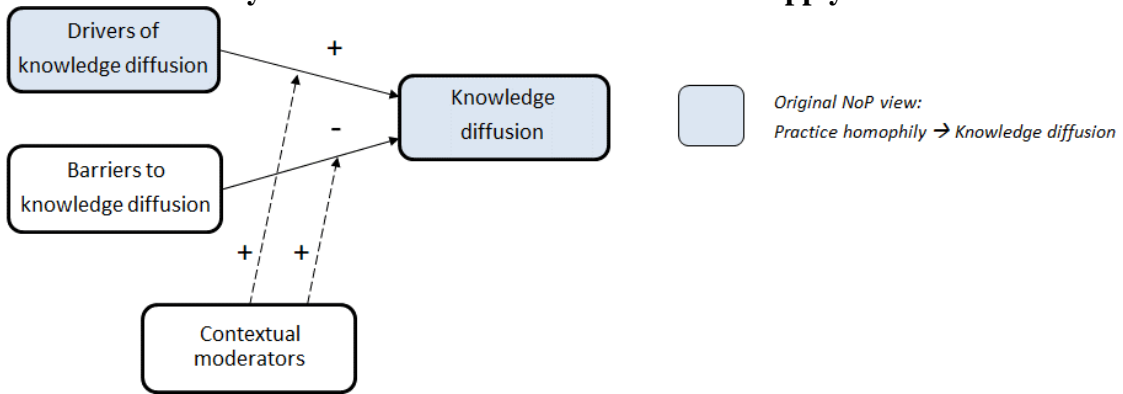 Drivers of
knowledge diffusion
+
Knowledge
diffusion
-
Barriers to
knowledge diffusion
+ +
Contextual
moderators
Original NoP view:
Practice homophily → Knowledge diffusion